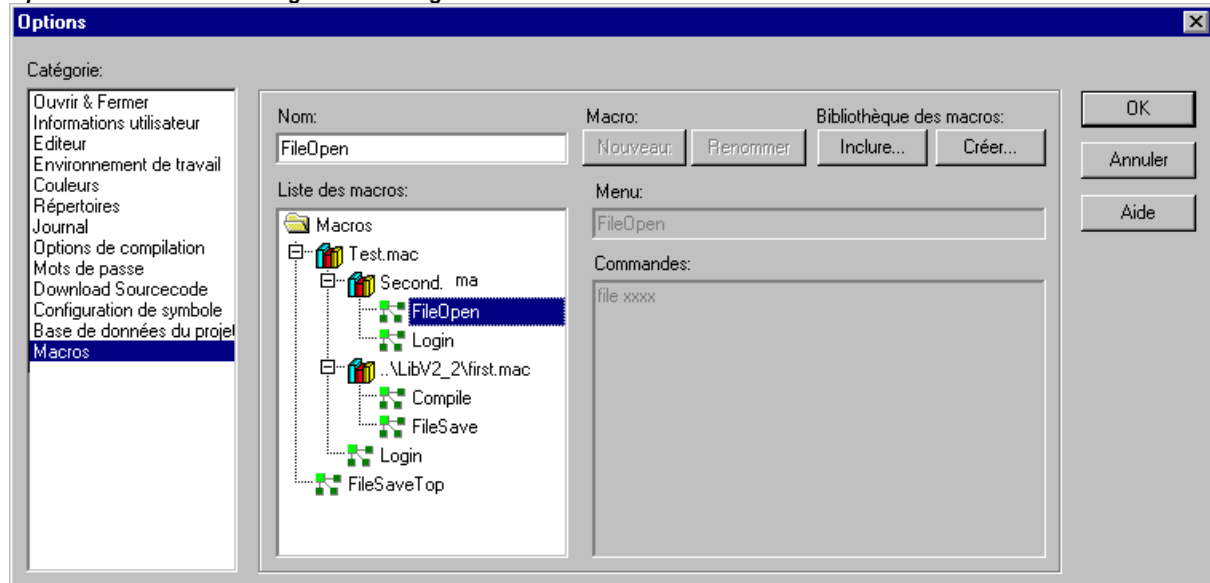 Options
Catégorie:
Ouvrir & Fermer
Informations utilisateur
Editeur
Environnement de travail
Couleurs
Répertoires
Journal
Options de compilation
Mots de passe
Download Sourcecode
Configuration de symbole
Base de données du projet
Macros
Nom:
FileOpen
Macro:
Nouveau:
Renommer
Bibliothèque des macros:
Inclure...
Créer...
Liste des macros:
Macros
Test.mac
Second. ma
FileOpen
Login
..\LibV2_2\first.mac
Compile
FileSave
Login
FileSaveTop
Menu:
FileOpen
Commandes:
file xxxx
OK
Annuler
Aide